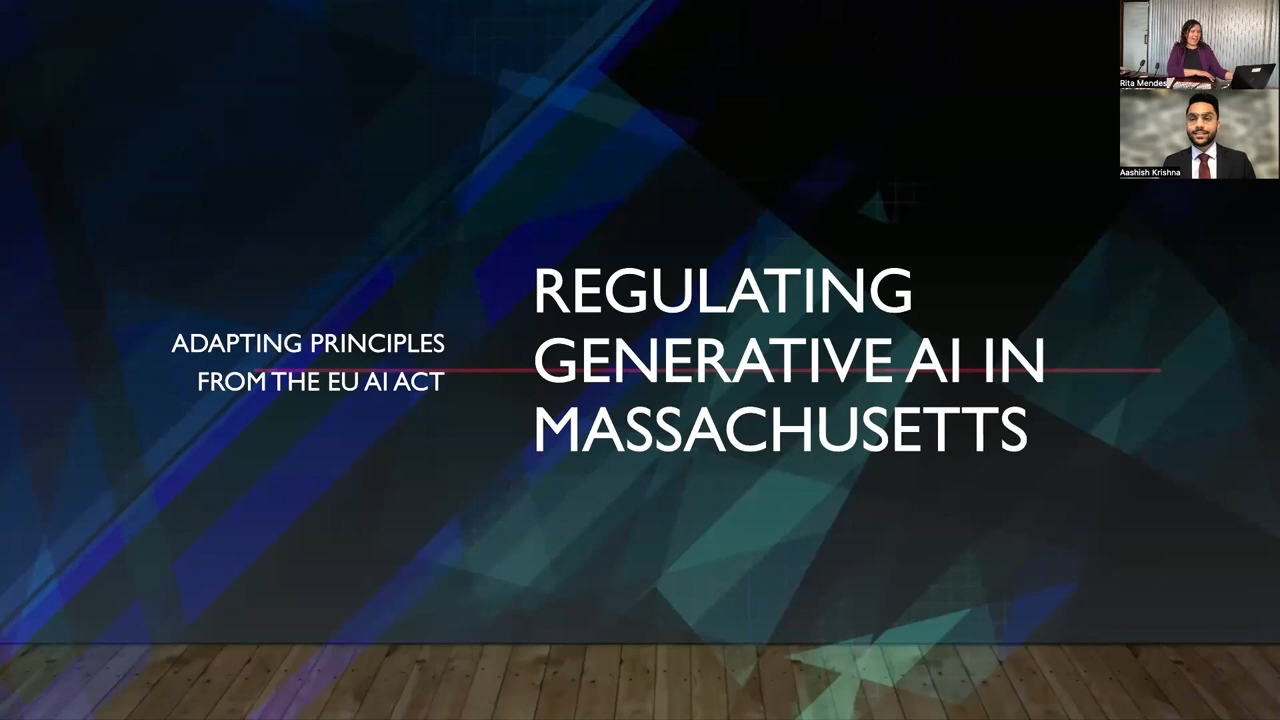 Rita Mendes
Aashish Krishna
ADAPTING PRINCIPLES
FROM THE EU AI ACT
REGULATING
GENERATIVE AI IN
MASSACHUSETTS